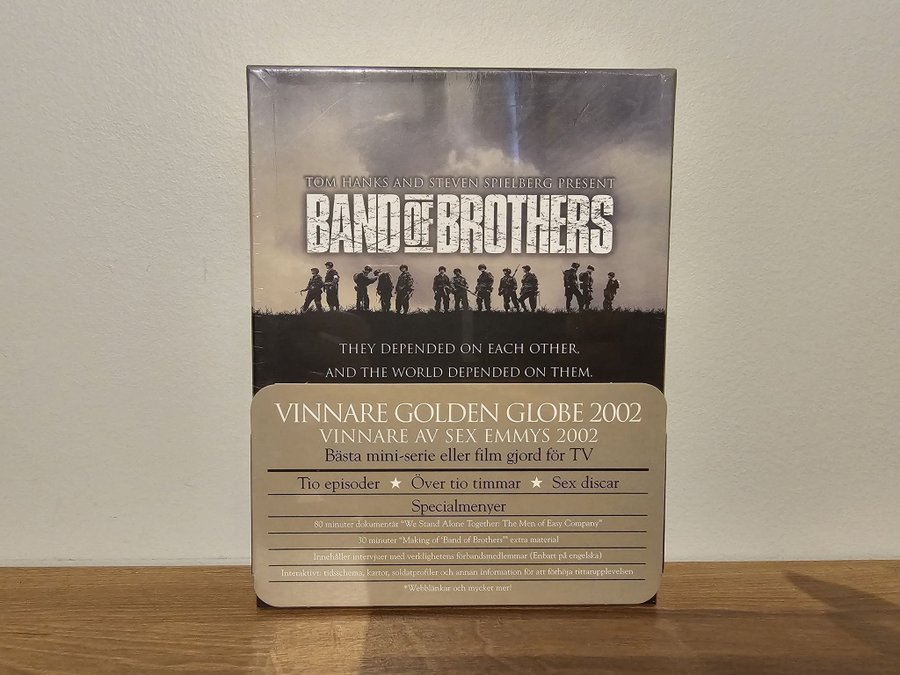 TOM HANKS AND STEVEN SPIELBERG PRESENT
BAND OF BROTHERS
THEY DEPENDED ON EACH OTHER.
AND THE WORLD DEPENDED ON THEM.
VINNARE GOLDEN GLOBE 2002
VINNARE AV SEX EMMYS 2002
Bästa mini-serie eller film gjord för TV
Tio episoder ★ Över tio timmar ★ Sex discar
Specialmenyer
80 minuter dokumentär "We Stand Alone Together: The Men of Easy Company"
30 minuter "Making of 'Band of Brothers'" extra material
Innehåller intervjuer med verklighetens förbandsmedlemmar (Enbart på engelska)
Interaktivt: tidsschema, kartor, soldatprofiler och annan information för att förhöja tittarupplevelsen
*Webblänkar och mycket mer!